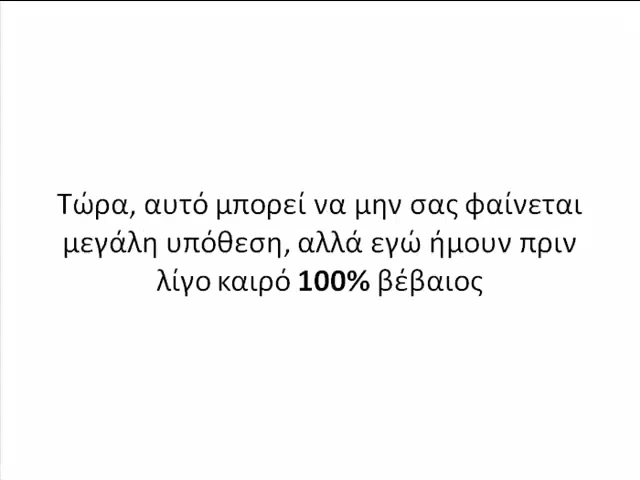 Τώρα, αυτό μπορεί να μην σας φαίνεται
μεγάλη υπόθεση, αλλά εγώ ήμουν πριν
λίγο καιρό 100% βέβαιος